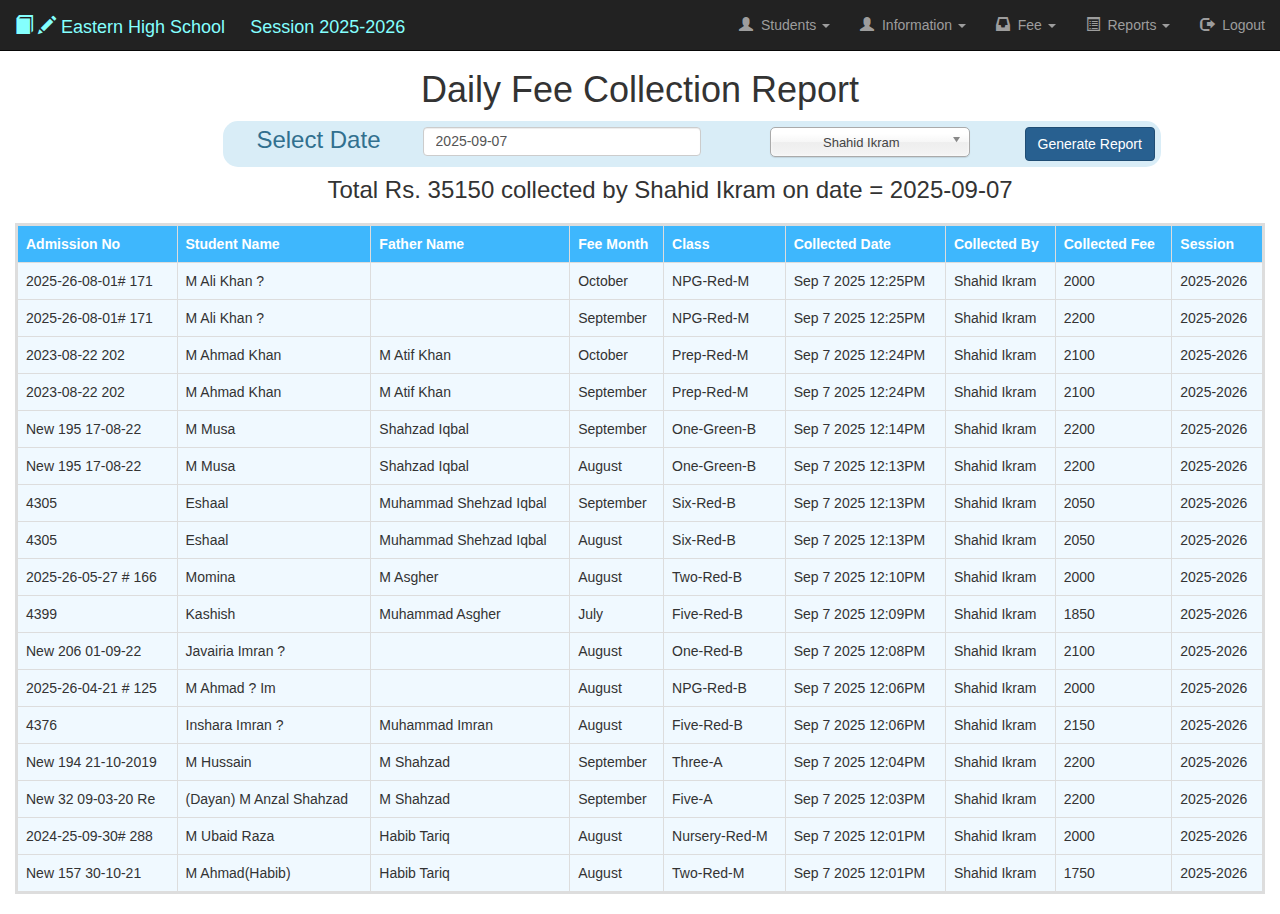 Eastern High School Session 2025-2026 Students Information Fee Reports Logout
Daily Fee Collection Report
Select Date 2025-09-07 Shahid Ikram Generate Report
Total Rs. 35150 collected by Shahid Ikram on date = 2025-09-07
Admission No Student Name Father Name Fee Month Class Collected Date Collected By Collected Fee Session
2025-26-08-01# 171 M Ali Khan ? October NPG-Red-M Sep 7 2025 12:25PM Shahid Ikram 2000 2025-2026
2025-26-08-01# 171 M Ali Khan ? September NPG-Red-M Sep 7 2025 12:25PM Shahid Ikram 2200 2025-2026
2023-08-22 202 M Ahmad Khan M Atif Khan October Prep-Red-M Sep 7 2025 12:24PM Shahid Ikram 2100 2025-2026
2023-08-22 202 M Ahmad Khan M Atif Khan September Prep-Red-M Sep 7 2025 12:24PM Shahid Ikram 2100 2025-2026
New 195 17-08-22 M Musa Shahzad Iqbal September One-Green-B Sep 7 2025 12:14PM Shahid Ikram 2200 2025-2026
New 195 17-08-22 M Musa Shahzad Iqbal August One-Green-B Sep 7 2025 12:13PM Shahid Ikram 2200 2025-2026
4305 Eshaal Muhammad Shehzad Iqbal September Six-Red-B Sep 7 2025 12:13PM Shahid Ikram 2050 2025-2026
4305 Eshaal Muhammad Shehzad Iqbal August Six-Red-B Sep 7 2025 12:13PM Shahid Ikram 2050 2025-2026
2025-26-05-27 # 166 Momina M Asgher August Two-Red-B Sep 7 2025 12:10PM Shahid Ikram 2000 2025-2026
4399 Kashish Muhammad Asgher July Five-Red-B Sep 7 2025 12:09PM Shahid Ikram 1850 2025-2026
New 206 01-09-22 Javairia Imran ? August One-Red-B Sep 7 2025 12:08PM Shahid Ikram 2100 2025-2026
2025-26-04-21 # 125 M Ahmad ? Im August NPG-Red-B Sep 7 2025 12:06PM Shahid Ikram 2000 2025-2026
4376 Inshara Imran ? Muhammad Imran August Five-Red-B Sep 7 2025 12:06PM Shahid Ikram 2150 2025-2026
New 194 21-10-2019 M Hussain M Shahzad September Three-A Sep 7 2025 12:04PM Shahid Ikram 2200 2025-2026
New 32 09-03-20 Re (Dayan) M Anzal Shahzad M Shahzad September Five-A Sep 7 2025 12:03PM Shahid Ikram 2200 2025-2026
2024-25-09-30# 288 M Ubaid Raza Habib Tariq August Nursery-Red-M Sep 7 2025 12:01PM Shahid Ikram 2000 2025-2026
New 157 30-10-21 M Ahmad(Habib) Habib Tariq August Two-Red-M Sep 7 2025 12:01PM Shahid Ikram 1750 2025-2026